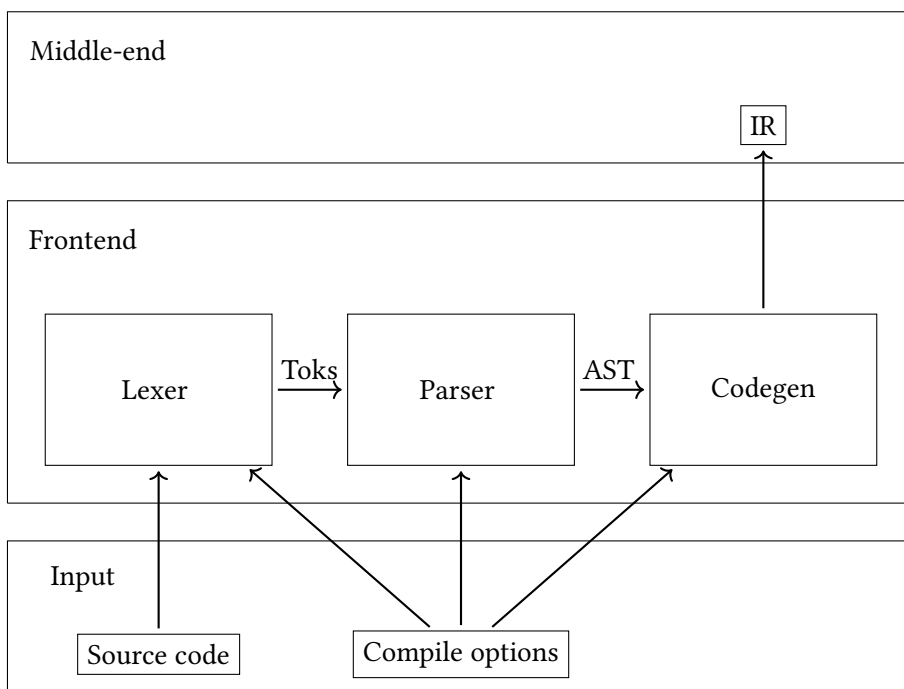 Middle-end
IR
Frontend
Lexer
Toks
Parser
AST
Codegen
Input
Source code
Compile options